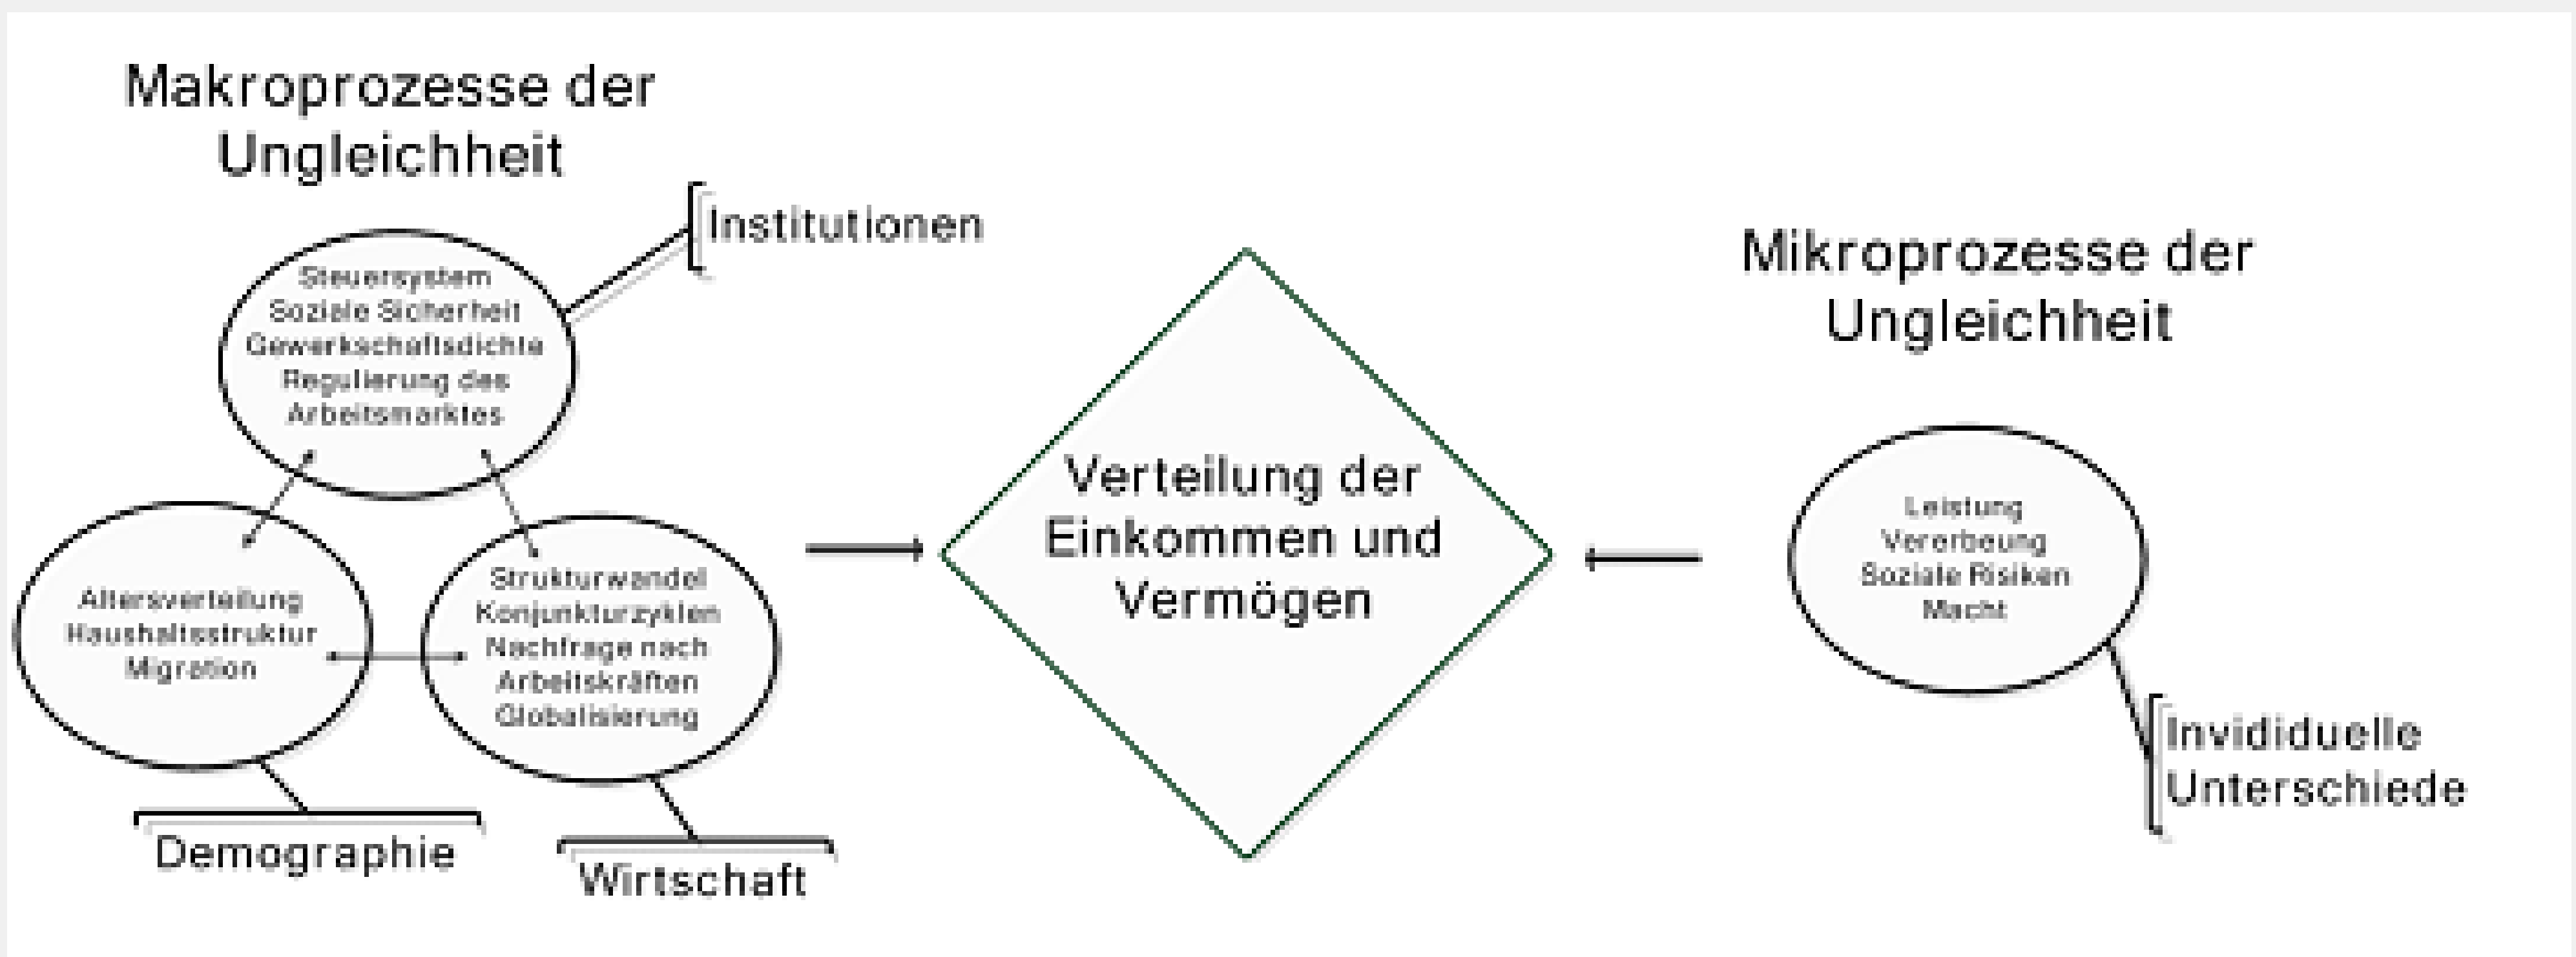 Makroprozesse der
Ungleichheit
Institutionen
Steuersystem
Soziale Sicherheit
Gewerkschaftsdichte
Regulierung des
Arbeitsmarktes
Altersverteilung
Haushaltsstruktur
Migration
Demographie
Strukturwandel
Konjunkturzyklen
Nachfrage nach
Arbeitskräften
Globalisierung
Wirtschaft
Verteilung der
Einkommen und
Vermögen
Mikroprozesse der
Ungleichheit
Leistung
Vererbeung
Soziale Risiken
Macht
Invididuelle
Unterschiede